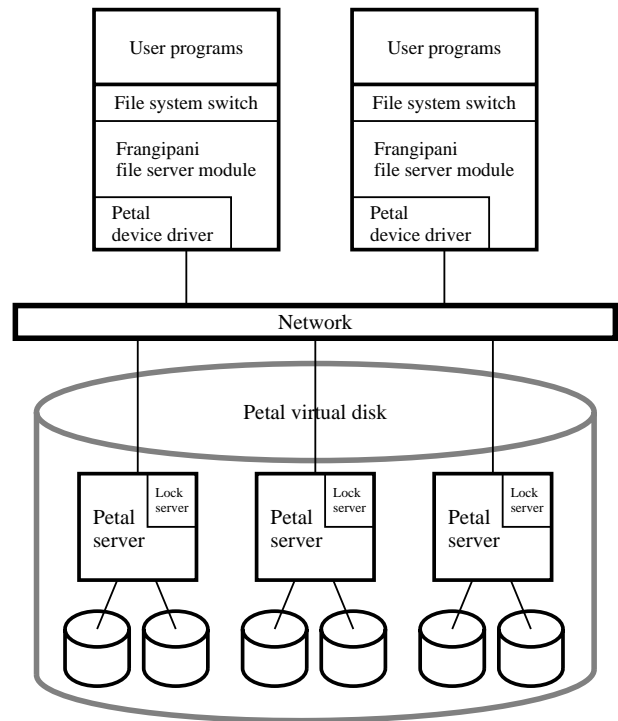 User programs
File system switch
Frangipani
file server module
Petal
device driver
User programs
File system switch
Frangipani
file server module
Petal
device driver
Network
Petal virtual disk
Lock
server
Petal
server
Lock
server
Petal
server
Lock
server
Petal
server